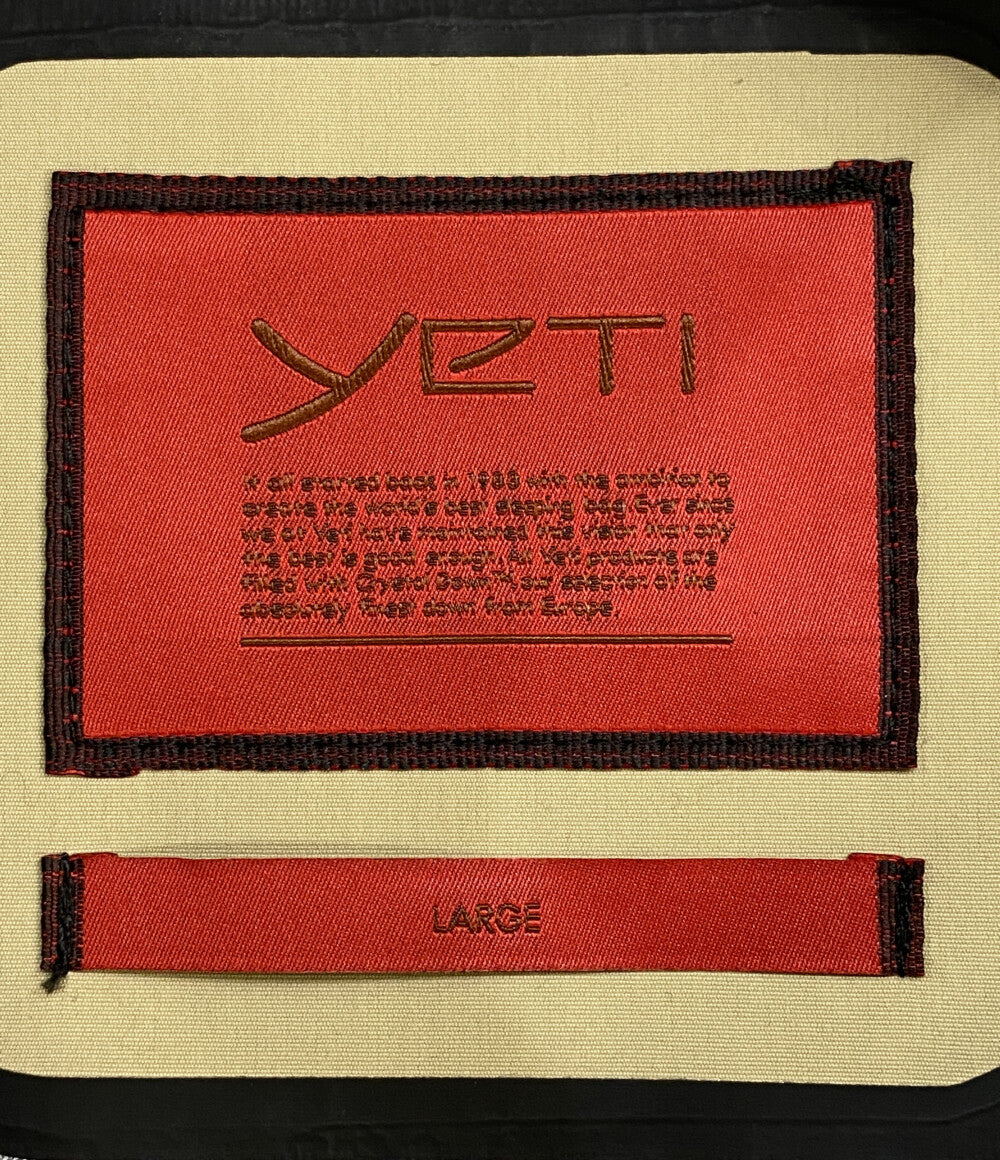 yeti
It all started back in 1983 with the ambition to
create the world's best sleeping bag. Ever since
we at Yeti have maintained this vision that only
the best is good enough. All Yeti products are
filled with Crystal Down™, our selection of the
absolutely finest down from Europe.
LARGE